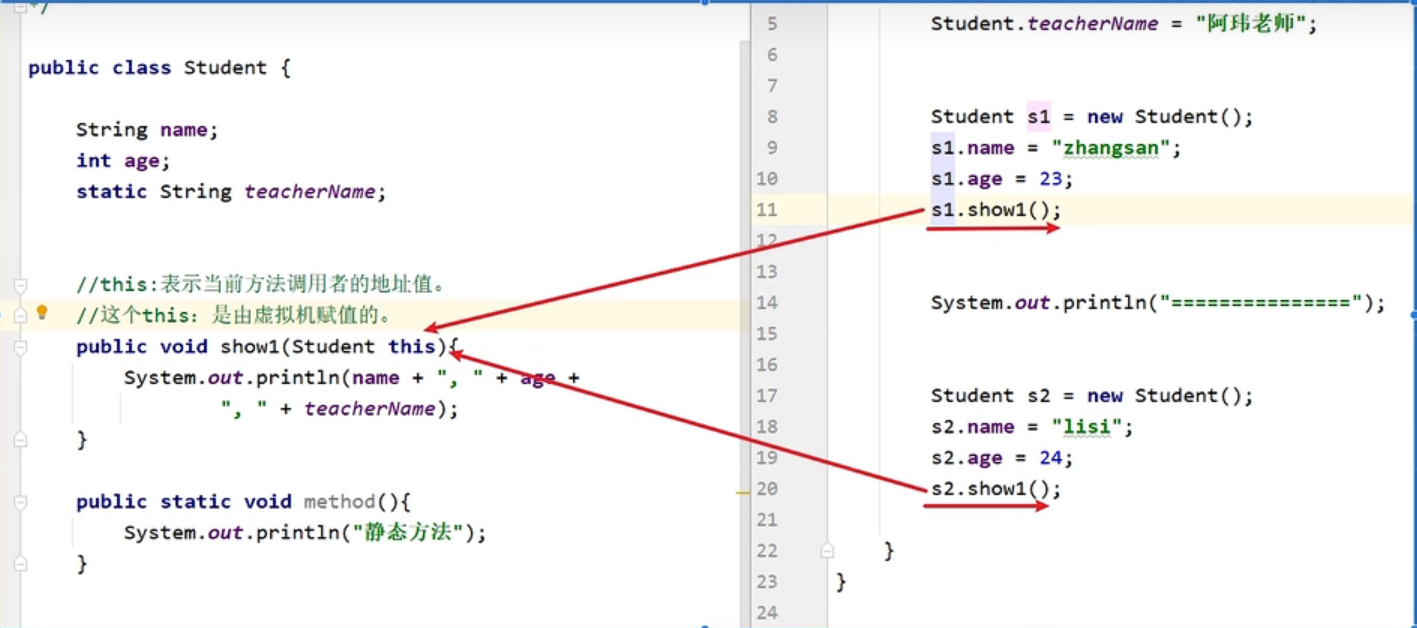 */
public class Student {
String name;
int age;
static String teacherName;
//this:表示当前方法调用者的地址值。
//这个this: 是由虚拟机赋值的。
public void show1(Student this){
System.out.println(name + ", " + age +
", " + teacherName);
}
public static void method(){
System.out.println("静态方法");
}
5 Student.teacherName = "阿玮老师";
6
7
8 Student s1 = new Student();
9 s1.name = "zhangsan";
10 s1.age = 23;
11 s1.show1();
12
13
14 System.out.println("===============");
15
16
17 Student s2 = new Student();
18 s2.name = "lisi";
19 s2.age = 24;
20 s2.show1();
21
22 }
23 }
24